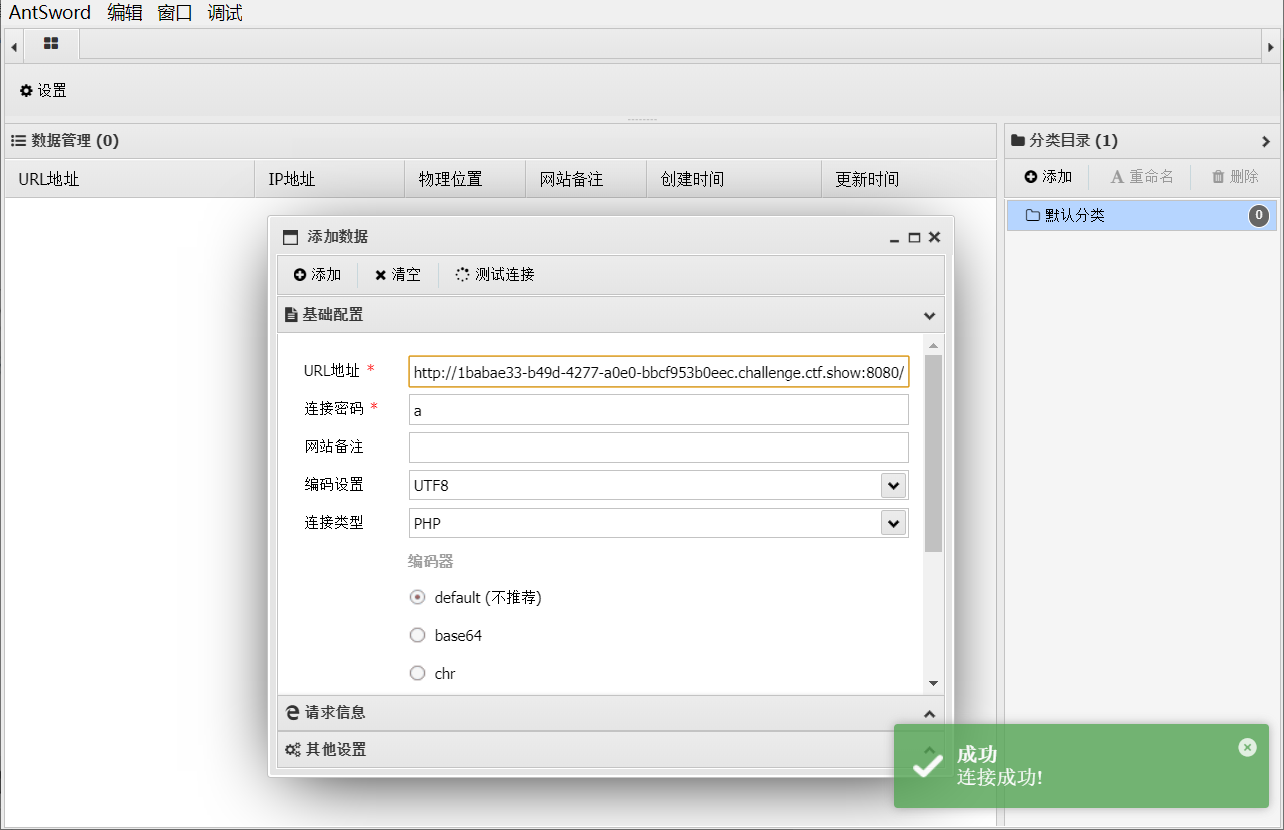 AntSword 编辑 窗口 调试
设置
数据管理 (0)
URL地址 IP地址 物理位置 网站备注 创建时间 更新时间
分类目录 (1)
添加 重命名 删除
默认分类 0
添加数据
添加 清空 测试连接
基础配置
URL地址 * http://1babae33-b49d-4277-a0e0-bbcf953b0eec.challenge.ctf.show:8080/
连接密码 * a
网站备注
编码设置 UTF8
连接类型 PHP
编码器
default (不推荐)
base64
chr
请求信息
其他设置
成功
连接成功!